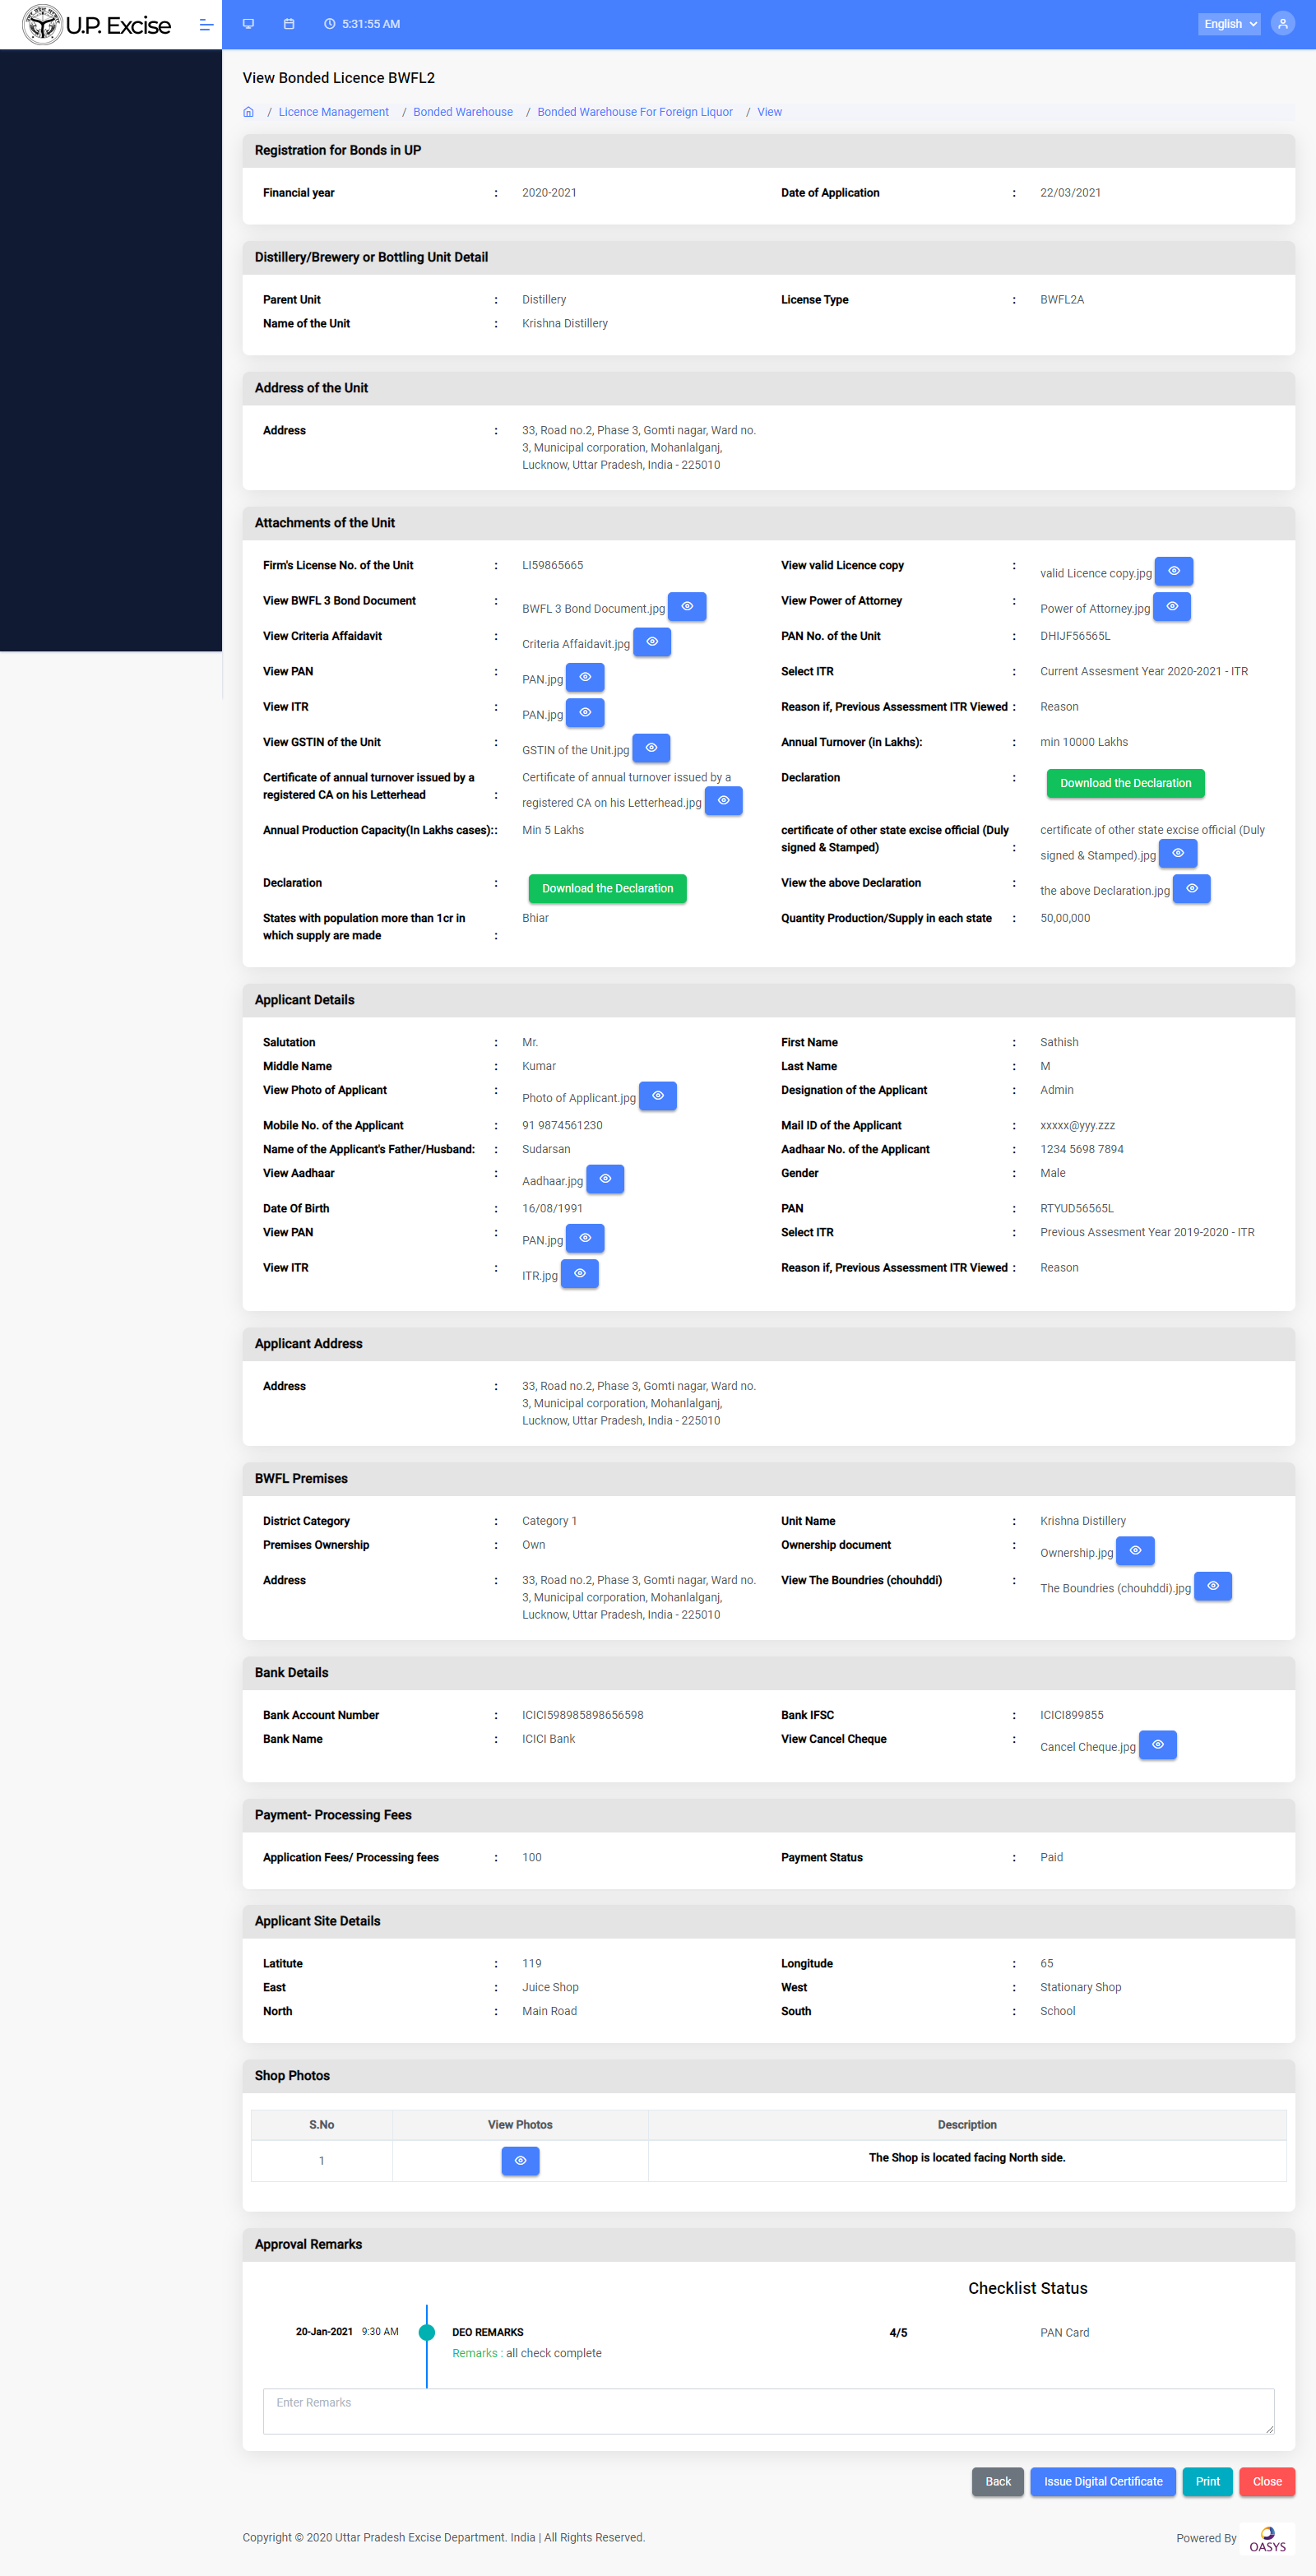 U.P. Excise
5:31:55 AM
English
View Bonded Licence BWFL2
/ Licence Management / Bonded Warehouse / Bonded Warehouse For Foreign Liquor / View
Registration for Bonds in UP
Financial year : 2020-2021 Date of Application : 22/03/2021
Distillery/Brewery or Bottling Unit Detail
Parent Unit : Distillery License Type : BWFL2A
Name of the Unit : Krishna Distillery
Address of the Unit
Address : 33, Road no.2, Phase 3, Gomti nagar, Ward no.
3, Municipal corporation, Mohanlalganj,
Lucknow, Uttar Pradesh, India - 225010
Attachments of the Unit
Firm's License No. of the Unit : LI59865665 View valid Licence copy : valid Licence copy.jpg
View BWFL 3 Bond Document : BWFL 3 Bond Document.jpg View Power of Attorney : Power of Attorney.jpg
View Criteria Affaidavit : Criteria Affaidavit.jpg PAN No. of the Unit : DHIJF56565L
View PAN : PAN.jpg Select ITR : Current Assesment Year 2020-2021 - ITR
View ITR : PAN.jpg Reason if, Previous Assessment ITR Viewed : Reason
View GSTIN of the Unit : GSTIN of the Unit.jpg Annual Turnover (in Lakhs): : min 10000 Lakhs
Certificate of annual turnover issued by a Certificate of annual turnover issued by a Declaration : Download the Declaration
registered CA on his Letterhead : registered CA on his Letterhead.jpg
Annual Production Capacity(In Lakhs cases):: Min 5 Lakhs certificate of other state excise official (Duly certificate of other state excise official (Duly
signed & Stamped) : signed & Stamped).jpg
Declaration : Download the Declaration View the above Declaration : the above Declaration.jpg
States with population more than 1cr in Bhiar Quantity Production/Supply in each state : 50,00,000
which supply are made :
Applicant Details
Salutation : Mr. First Name : Sathish
Middle Name : Kumar Last Name : M
View Photo of Applicant : Photo of Applicant.jpg Designation of the Applicant : Admin
Mobile No. of the Applicant : 91 9874561230 Mail ID of the Applicant : xxxxx@yyy.zzz
Name of the Applicant's Father/Husband: : Sudarsan Aadhaar No. of the Applicant : 1234 5698 7894
View Aadhaar : Aadhaar.jpg Gender : Male
Date Of Birth : 16/08/1991 PAN : RTYUD56565L
View PAN : PAN.jpg Select ITR : Previous Assesment Year 2019-2020 - ITR
View ITR : ITR.jpg Reason if, Previous Assessment ITR Viewed : Reason
Applicant Address
Address : 33, Road no.2, Phase 3, Gomti nagar, Ward no.
3, Municipal corporation, Mohanlalganj,
Lucknow, Uttar Pradesh, India - 225010
BWFL Premises
District Category : Category 1 Unit Name : Krishna Distillery
Premises Ownership : Own Ownership document : Ownership.jpg
Address : 33, Road no.2, Phase 3, Gomti nagar, Ward no. View The Boundries (chouhddi) : The Boundries (chouhddi).jpg
3, Municipal corporation, Mohanlalganj,
Lucknow, Uttar Pradesh, India - 225010
Bank Details
Bank Account Number : ICICI598985898656598 Bank IFSC : ICICI899855
Bank Name : ICICI Bank View Cancel Cheque : Cancel Cheque.jpg
Payment- Processing Fees
Application Fees/ Processing fees : 100 Payment Status : Paid
Applicant Site Details
Latitute : 119 Longitude : 65
East : Juice Shop West : Stationary Shop
North : Main Road South : School
Shop Photos
S.No View Photos Description
1 The Shop is located facing North side.
Approval Remarks
Checklist Status
20-Jan-2021 9:30 AM DEO REMARKS 4/5 PAN Card
Remarks : all check complete
Enter Remarks
Back Issue Digital Certificate Print Close
Copyright © 2020 Uttar Pradesh Excise Department. India | All Rights Reserved. Powered By OASYS